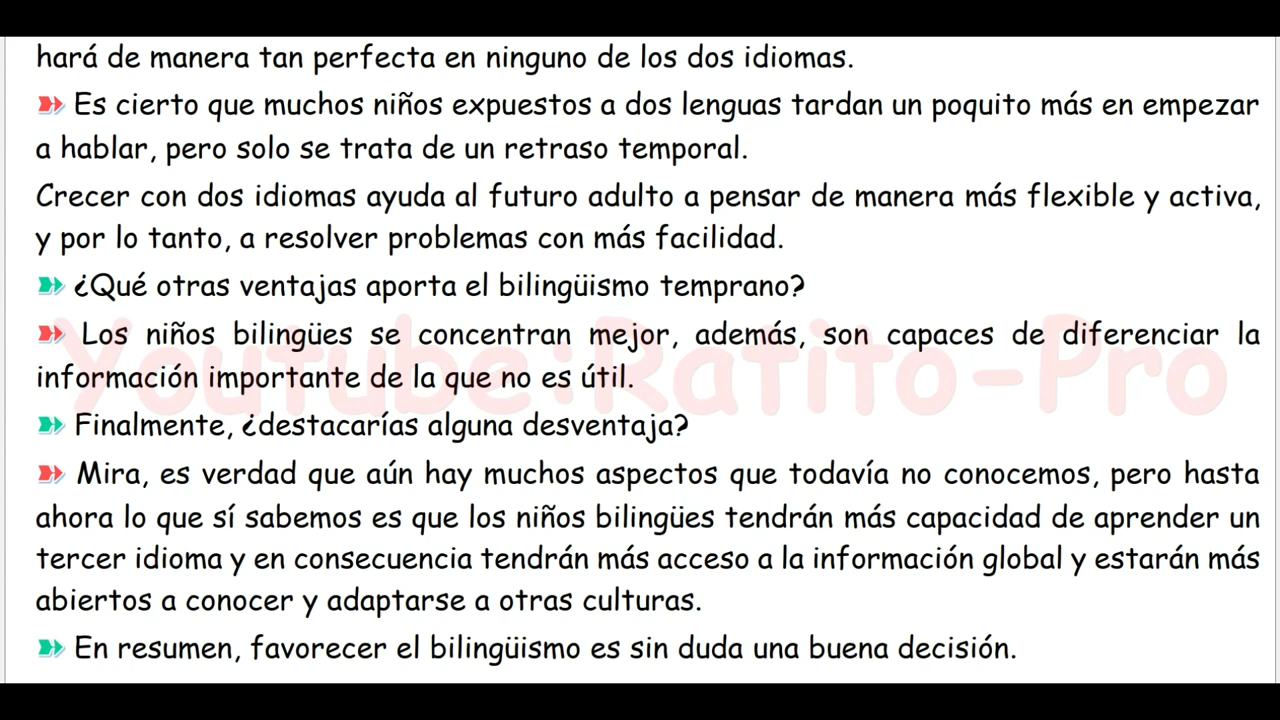 hará de manera tan perfecta en ninguno de los dos idiomas.
Es cierto que muchos niños expuestos a dos lenguas tardan un poquito más en empezar
a hablar, pero solo se trata de un retraso temporal.
Crecer con dos idiomas ayuda al futuro adulto a pensar de manera más flexible y activa,
y por lo tanto, a resolver problemas con más facilidad.
¿Qué otras ventajas aporta el bilingüismo temprano?
Los niños bilingües se concentran mejor, además, son capaces de diferenciar la
información importante de la que no es útil.
Youtube:Ratito-Pro
Finalmente, ¿destacarías alguna desventaja?
Mira, es verdad que aún hay muchos aspectos que todavía no conocemos, pero hasta
ahora lo que sí sabemos es que los niños bilingües tendrán más capacidad de aprender un
tercer idioma y en consecuencia tendrán más acceso a la información global y estarán más
abiertos a conocer y adaptarse a otras culturas.
En resumen, favorecer el bilingüismo es sin duda una buena decisión.